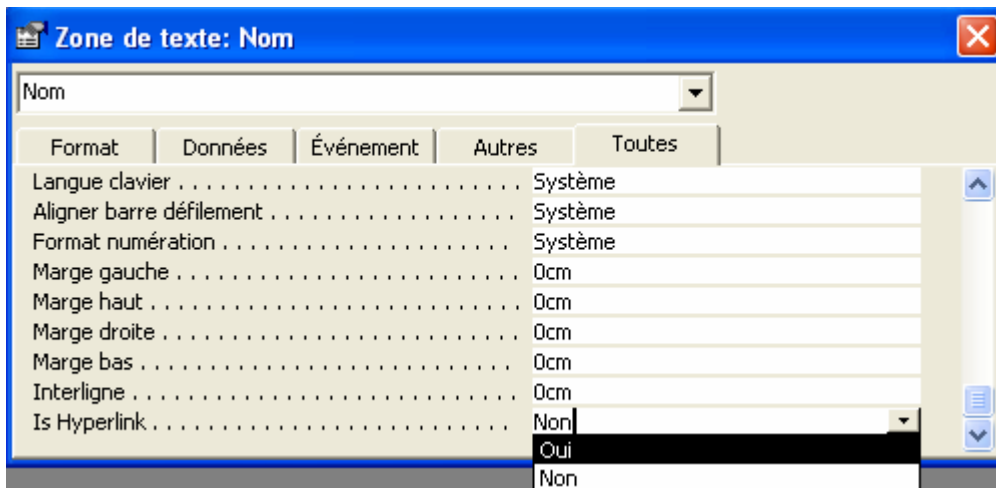 Zone de texte: Nom
Nom
Format Données Événement Autres Toutes
Langue clavier . . . . . . . . . . . . . . . . . . . . . . . . . Système
Aligner barre défilement . . . . . . . . . . . . . . . . . . Système
Format numération . . . . . . . . . . . . . . . . . . . . . Système
Marge gauche . . . . . . . . . . . . . . . . . . . . . . . . . 0cm
Marge haut . . . . . . . . . . . . . . . . . . . . . . . . . . . 0cm
Marge droite . . . . . . . . . . . . . . . . . . . . . . . . . . 0cm
Marge bas . . . . . . . . . . . . . . . . . . . . . . . . . . . 0cm
Interligne . . . . . . . . . . . . . . . . . . . . . . . . . . . . 0cm
Is Hyperlink . . . . . . . . . . . . . . . . . . . . . . . . . . Non
Oui
Non